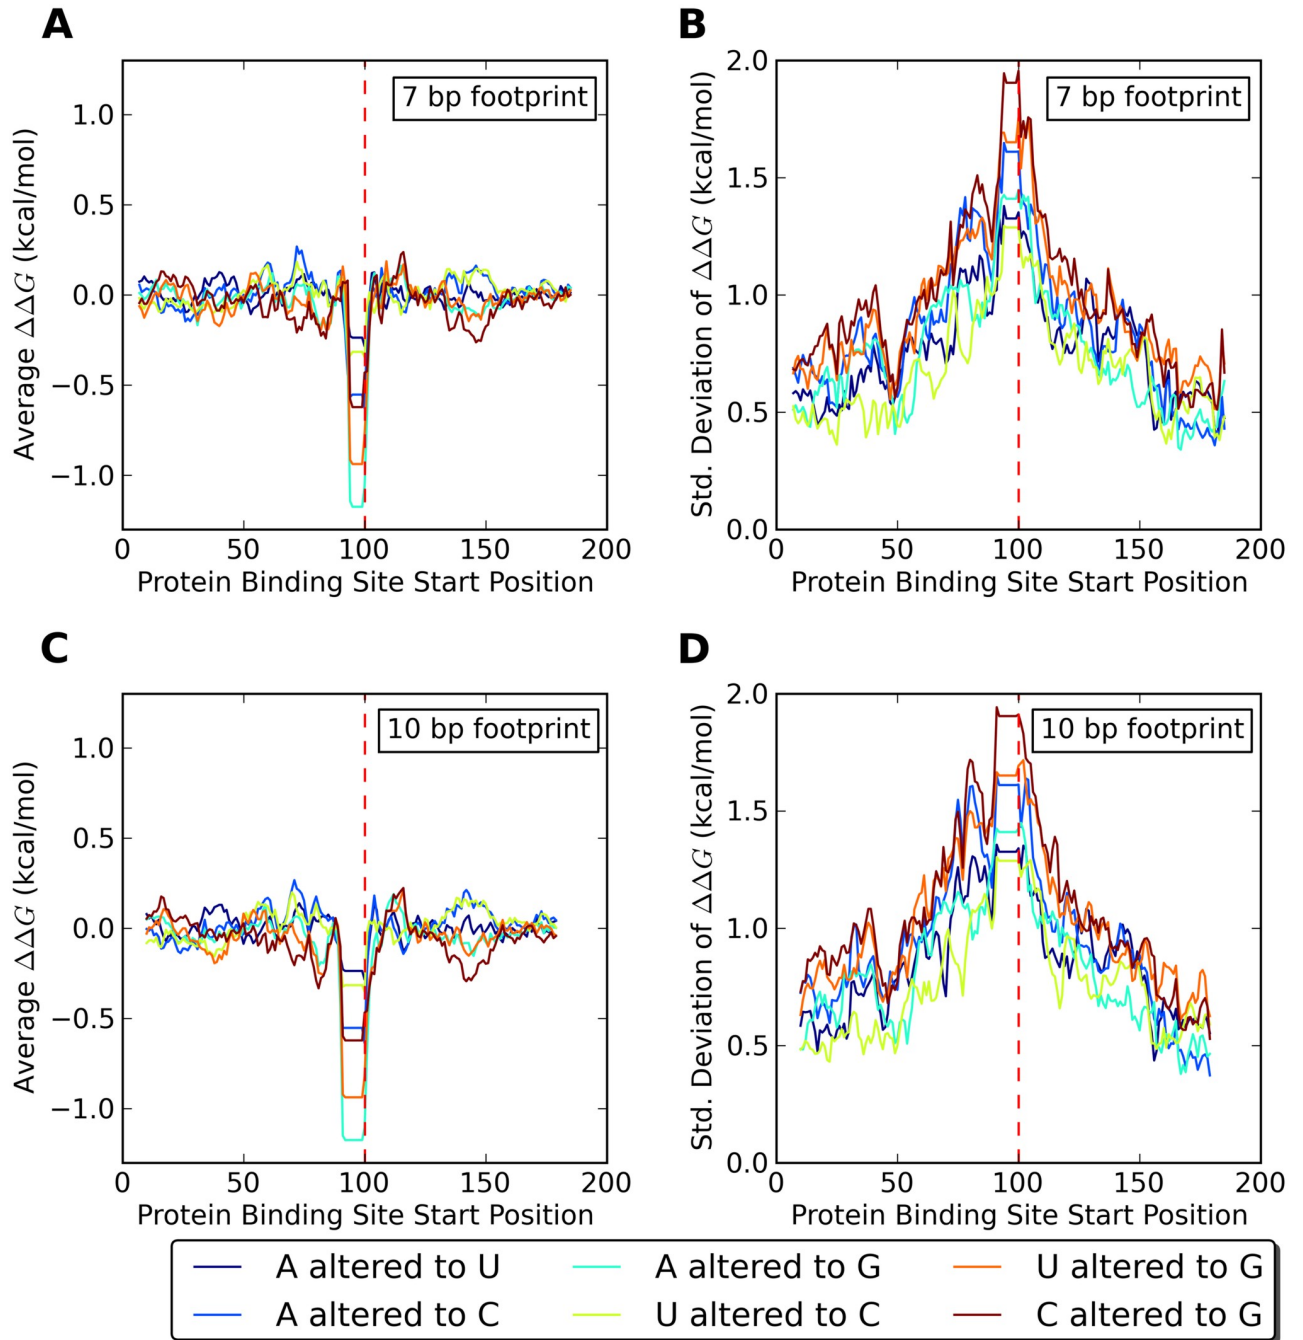 A
B
7 bp footprint
7 bp footprint
Average ΔΔG (kcal/mol)
1.0
0.5
0.0
−0.5
−1.0
0 50 100 150 200
Protein Binding Site Start Position
Std. Deviation of ΔΔG (kcal/mol)
2.0
1.5
1.0
0.5
0.0
0 50 100 150 200
Protein Binding Site Start Position
C
D
10 bp footprint
10 bp footprint
Average ΔΔG (kcal/mol)
1.0
0.5
0.0
−0.5
−1.0
0 50 100 150 200
Protein Binding Site Start Position
Std. Deviation of ΔΔG (kcal/mol)
2.0
1.5
1.0
0.5
0.0
0 50 100 150 200
Protein Binding Site Start Position
A altered to U A altered to G U altered to G
A altered to C U altered to C C altered to G